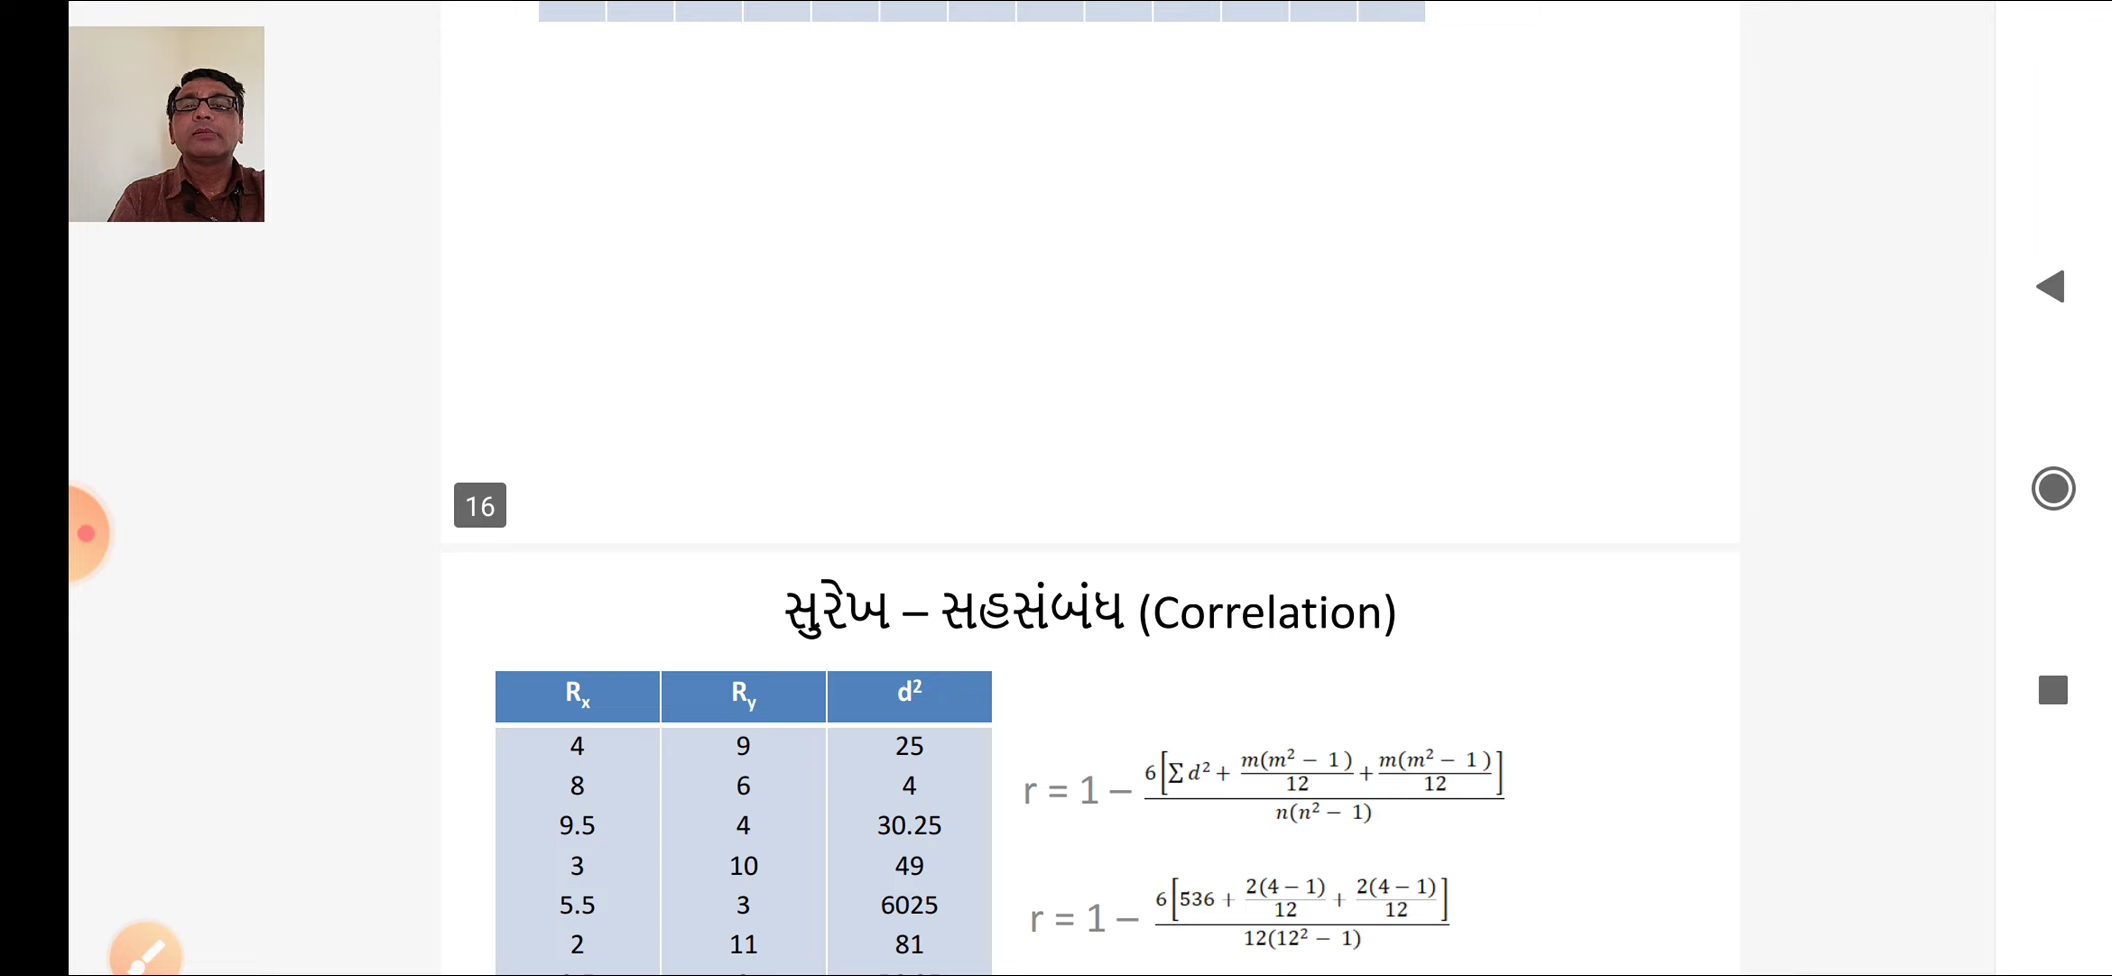 16
સુરેખ – સહસંબંધ (Correlation)
Rₓ R_y d²
4 9 25
8 6 4
9.5 4 30.25
3 10 49
5.5 3 6025
2 11 81
r = 1 – 6[∑ d² + m(m² − 1)/12 + m(m² − 1)/12] / n(n² − 1)
r = 1 – 6[536 + 2(4 − 1)/12 + 2(4 − 1)/12] / 12(12² − 1)